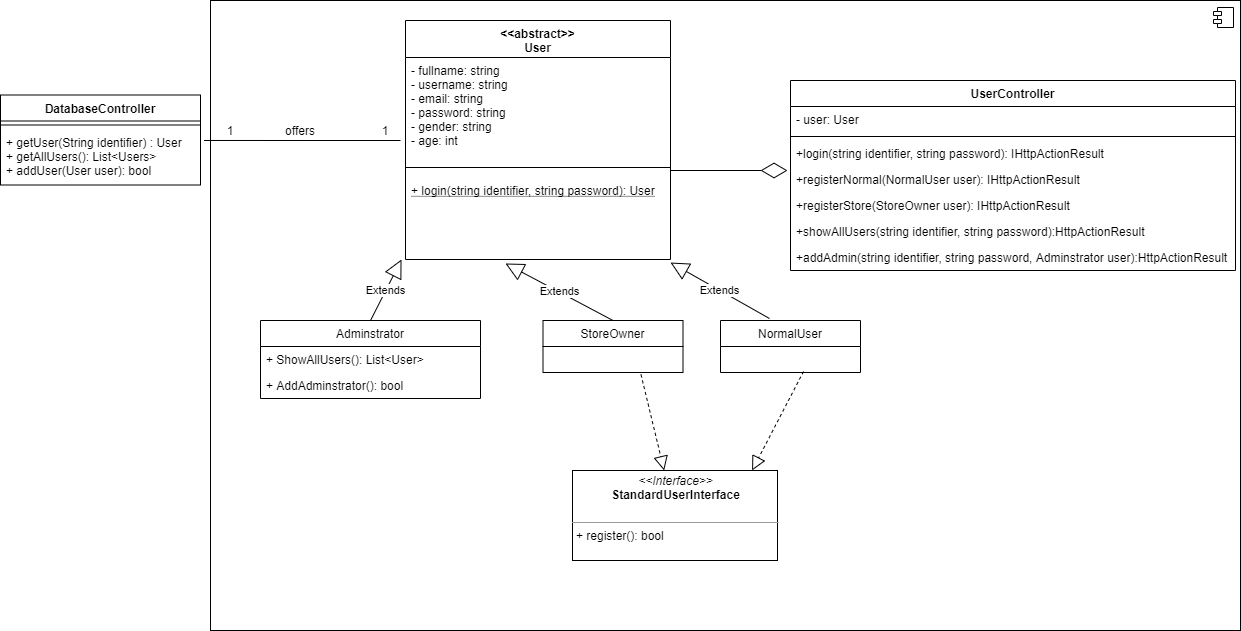 <<abstract>>
User
- fullname: string
- username: string
- email: string
- password: string
- gender: string
- age: int
+ login(string identifier, string password): User
DatabaseController
+ getUser(String identifier) : User
+ getAllUsers(): List<Users>
+ addUser(User user): bool
1
offers
1
UserController
- user: User
+login(string identifier, string password): IHttpActionResult
+registerNormal(NormalUser user): IHttpActionResult
+registerStore(StoreOwner user): IHttpActionResult
+showAllUsers(string identifier, string password):HttpActionResult
+addAdmin(string identifier, string password, Adminstrator user):HttpActionResult
Extends
Extends
Extends
Adminstrator
+ ShowAllUsers(): List<User>
+ AddAdminstrator(): bool
StoreOwner
NormalUser
<<Interface>>
StandardUserInterface
+ register(): bool